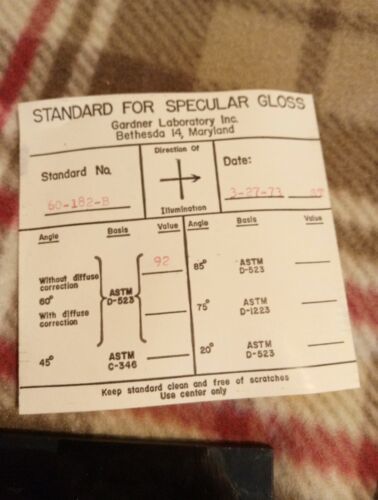 STANDARD FOR SPECULAR GLOSS
Gardner Laboratory Inc.
Bethesda 14, Maryland
Standard No.
60-182-B
Direction Of
Illumination
Date:
3-27-73
Angle Basis Value
Without diffuse correction
60°
With diffuse correction
ASTM D-523
92
45° ASTM C-346
Angle Basis Value
85° ASTM D-523
75° ASTM D-1223
20° ASTM D-523
Keep standard clean and free of scratches
Use center only